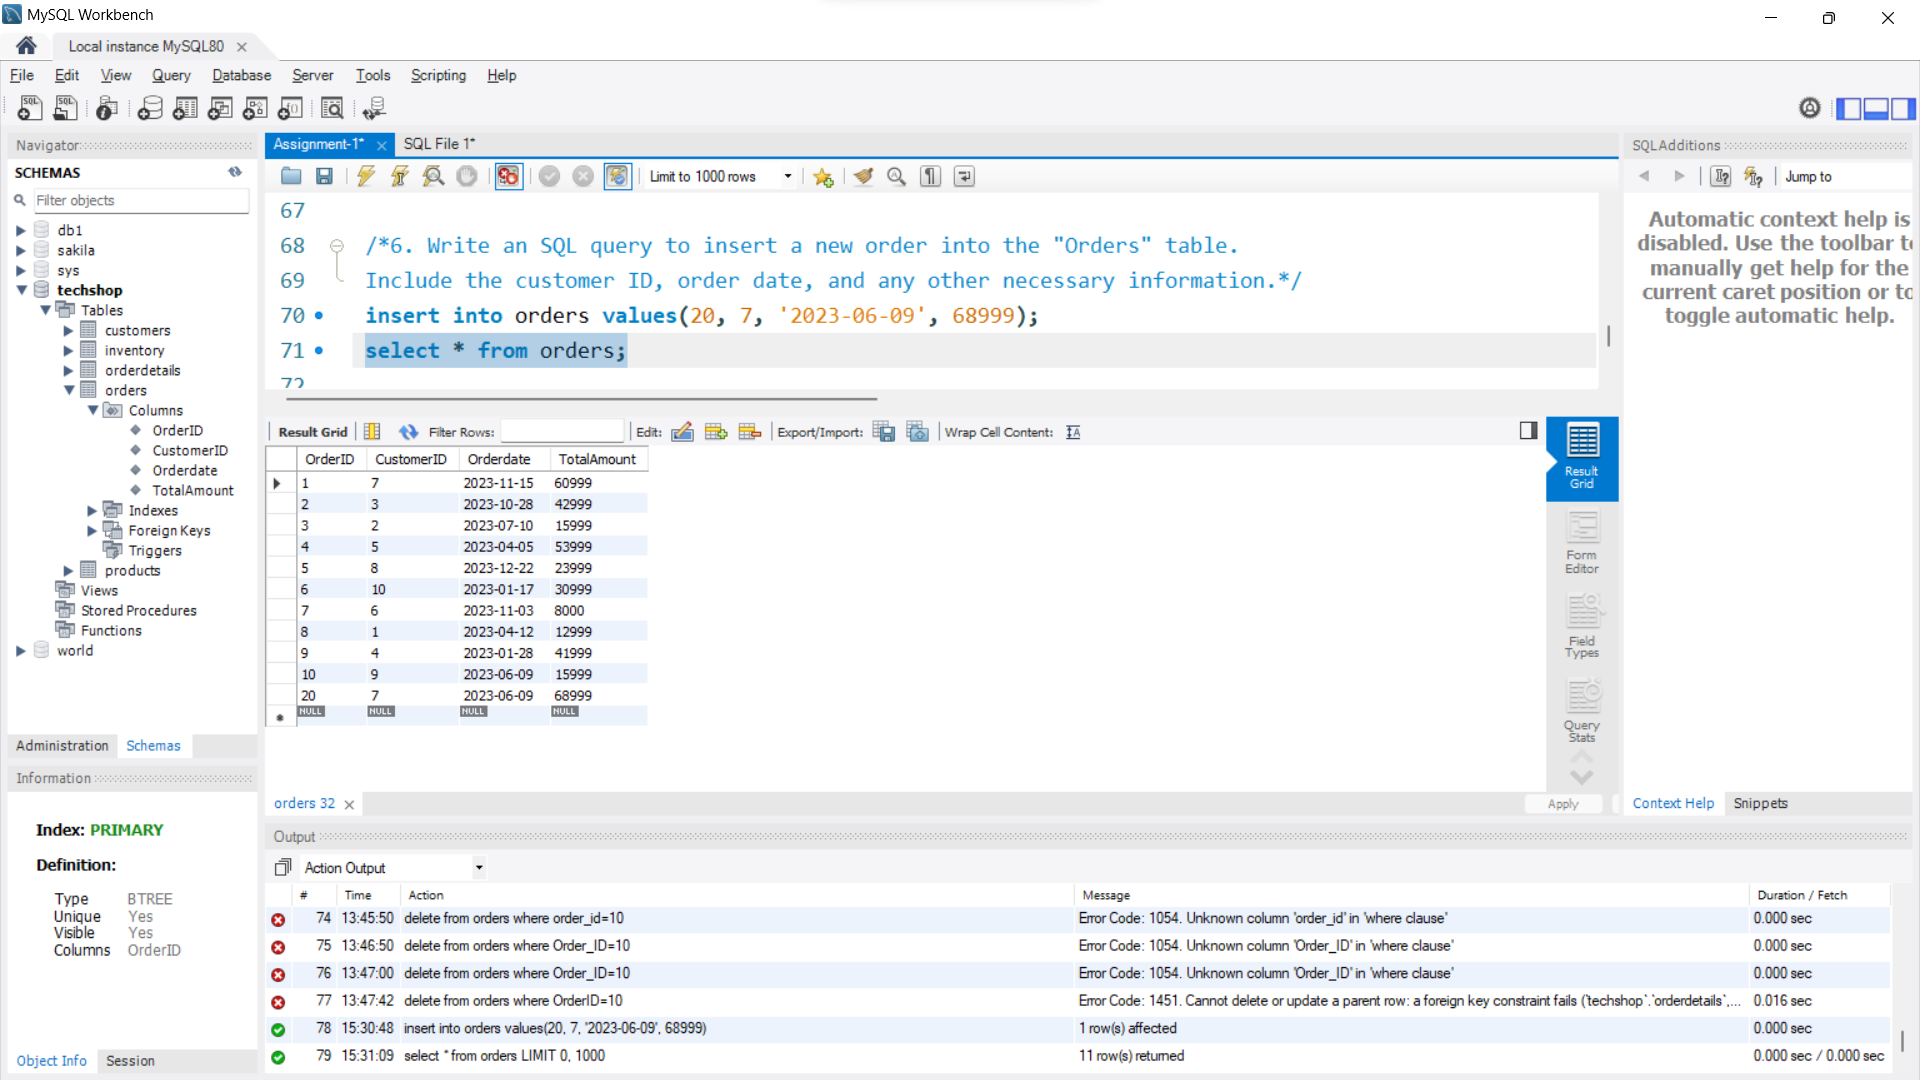 MySQL Workbench
Local instance MySQL80
File Edit View Query Database Server Tools Scripting Help
Navigator
SCHEMAS
Filter objects
db1
sakila
sys
techshop
Tables
customers
inventory
orderdetails
orders
Columns
OrderID
CustomerID
Orderdate
TotalAmount
Indexes
Foreign Keys
Triggers
products
Views
Stored Procedures
Functions
world
Administration Schemas
Information
Index: PRIMARY
Definition:
Type BTREE
Unique Yes
Visible Yes
Columns OrderID
Object Info Session
Assignment-1* SQL File 1*
Limit to 1000 rows
67
68 /*6. Write an SQL query to insert a new order into the "Orders" table.
69 Include the customer ID, order date, and any other necessary information.*/
70 insert into orders values(20, 7, '2023-06-09', 68999);
71 select * from orders;
72
Result Grid Filter Rows: Edit: Export/Import: Wrap Cell Content:
OrderID CustomerID Orderdate TotalAmount
1 7 2023-11-15 60999
2 3 2023-10-28 42999
3 2 2023-07-10 15999
4 5 2023-04-05 53999
5 8 2023-12-22 23999
6 10 2023-01-17 30999
7 6 2023-11-03 8000
8 1 2023-04-12 12999
9 4 2023-01-28 41999
10 9 2023-06-09 15999
20 7 2023-06-09 68999
NULL NULL NULL NULL
Result
Grid
Form
Editor
Field
Types
Query
Stats
orders 32
Apply
SQLAdditions
Jump to
Automatic context help is
disabled. Use the toolbar to
manually get help for the
current caret position or to
toggle automatic help.
Context Help Snippets
Output
Action Output
# Time Action Message Duration / Fetch
74 13:45:50 delete from orders where order_id=10 Error Code: 1054. Unknown column 'order_id' in 'where clause' 0.000 sec
75 13:46:50 delete from orders where Order_ID=10 Error Code: 1054. Unknown column 'Order_ID' in 'where clause' 0.000 sec
76 13:47:00 delete from orders where Order_ID=10 Error Code: 1054. Unknown column 'Order_ID' in 'where clause' 0.000 sec
77 13:47:42 delete from orders where OrderID=10 Error Code: 1451. Cannot delete or update a parent row: a foreign key constraint fails (`techshop`.`orderdetails`,... 0.016 sec
78 15:30:48 insert into orders values(20, 7, '2023-06-09', 68999) 1 row(s) affected 0.000 sec
79 15:31:09 select * from orders LIMIT 0, 1000 11 row(s) returned 0.000 sec / 0.000 sec